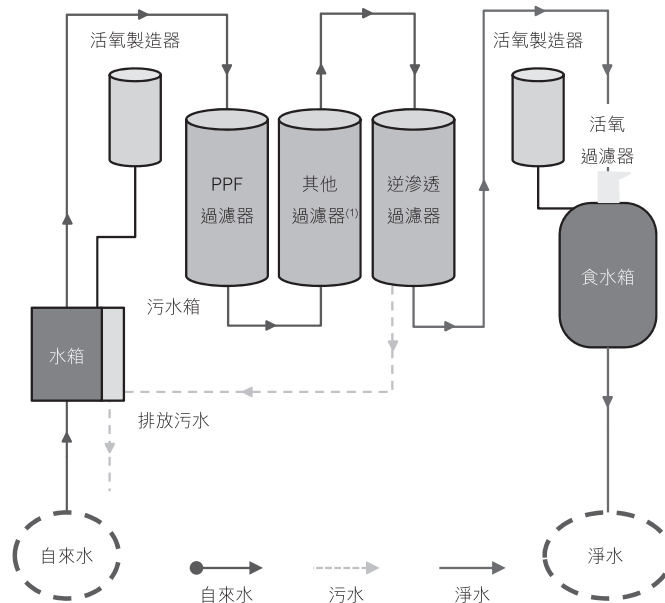 活氧製造器
活氧製造器
活氧
過濾器
PPF
過濾器
其他
過濾器(1)
逆滲透
過濾器
食水箱
污水箱
水箱
排放污水
自來水
淨水
自來水
污水
淨水